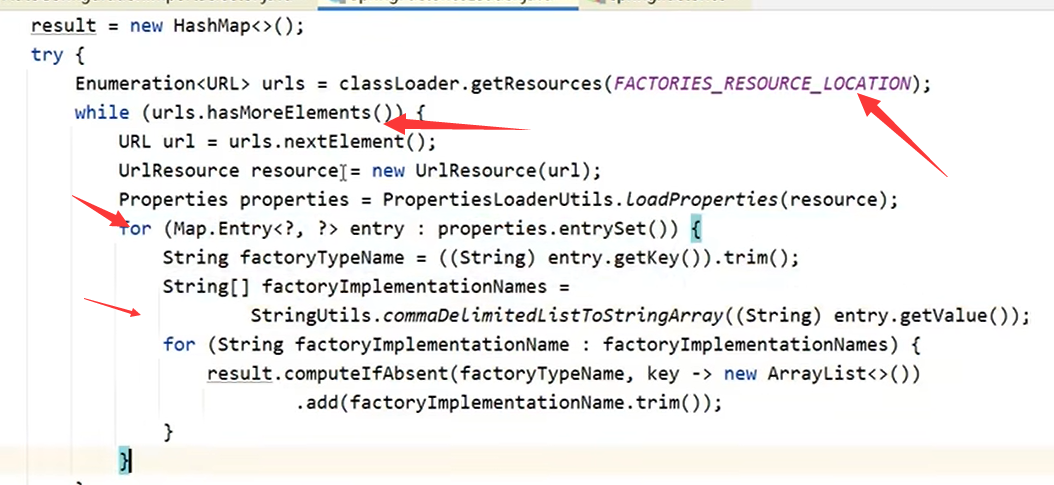 result = new HashMap<>();
try {
Enumeration<URL> urls = classLoader.getResources(FACTORIES_RESOURCE_LOCATION);
while (urls.hasMoreElements()) {
URL url = urls.nextElement();
UrlResource resource = new UrlResource(url);
Properties properties = PropertiesLoaderUtils.loadProperties(resource);
for (Map.Entry<?, ?> entry : properties.entrySet()) {
String factoryTypeName = ((String) entry.getKey()).trim();
String[] factoryImplementationNames =
StringUtils.commaDelimitedListToStringArray((String) entry.getValue());
for (String factoryImplementationName : factoryImplementationNames) {
result.computeIfAbsent(factoryTypeName, key -> new ArrayList<>())
.add(factoryImplementationName.trim());
}
}